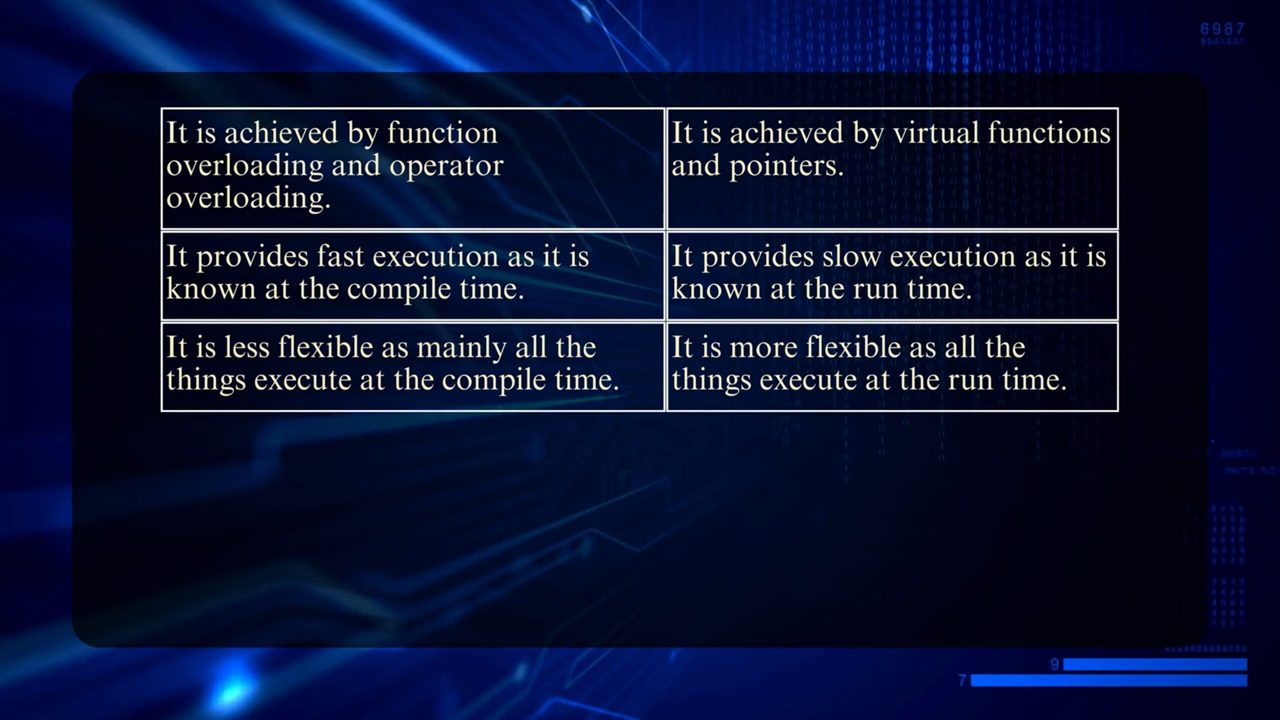 6987
It is achieved by function
overloading and operator
overloading.
It is achieved by virtual functions
and pointers.
It provides fast execution as it is
known at the compile time.
It provides slow execution as it is
known at the run time.
It is less flexible as mainly all the
things execute at the compile time.
It is more flexible as all the
things execute at the run time.
9
7